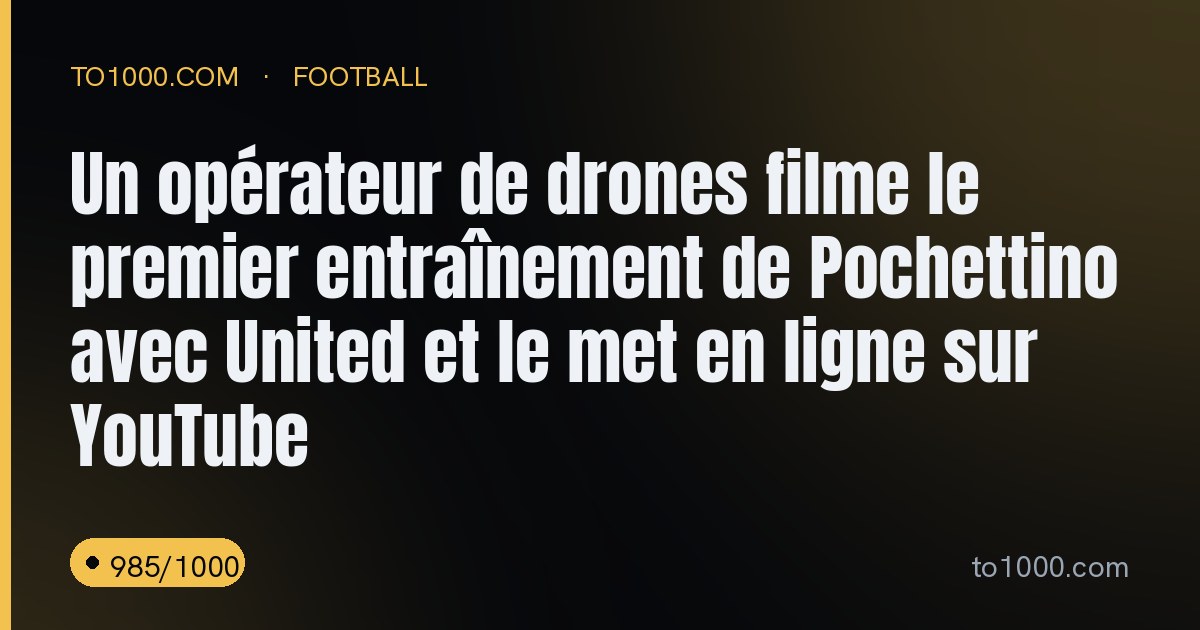 TO1000.COM · FOOTBALL
Un opérateur de drones filme le
premier entraînement de Pochettino
avec United et le met en ligne sur
YouTube
985/1000
to1000.com